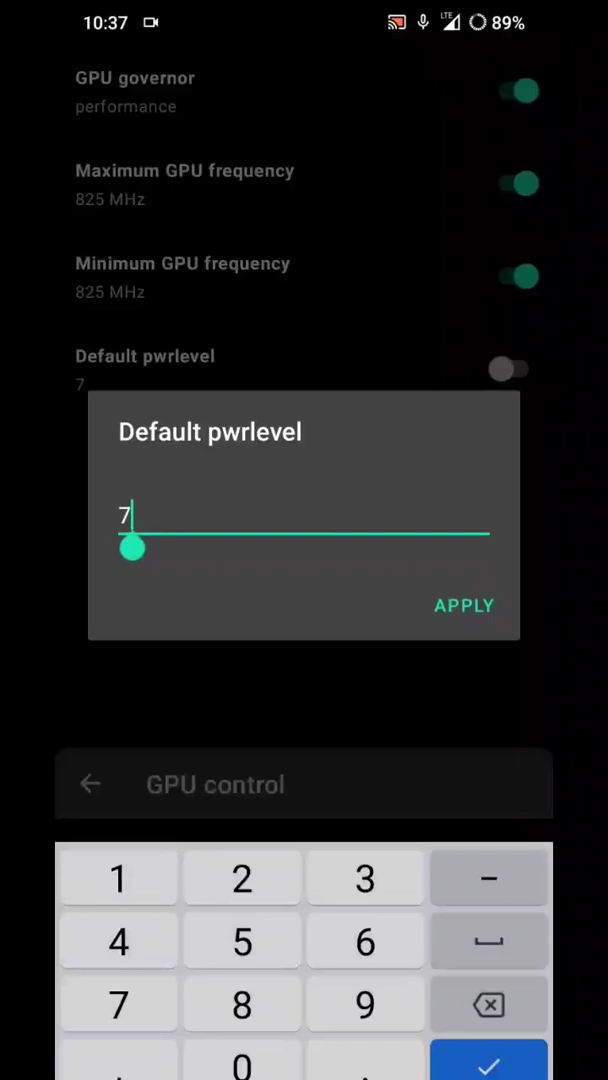 10:37
LTE
89%
GPU governor
performance
Maximum GPU frequency
825 MHz
Minimum GPU frequency
825 MHz
Default pwrlevel
7
Default pwrlevel
7
APPLY
GPU control
1 2 3 -
4 5 6
7 8 9
, 0 .